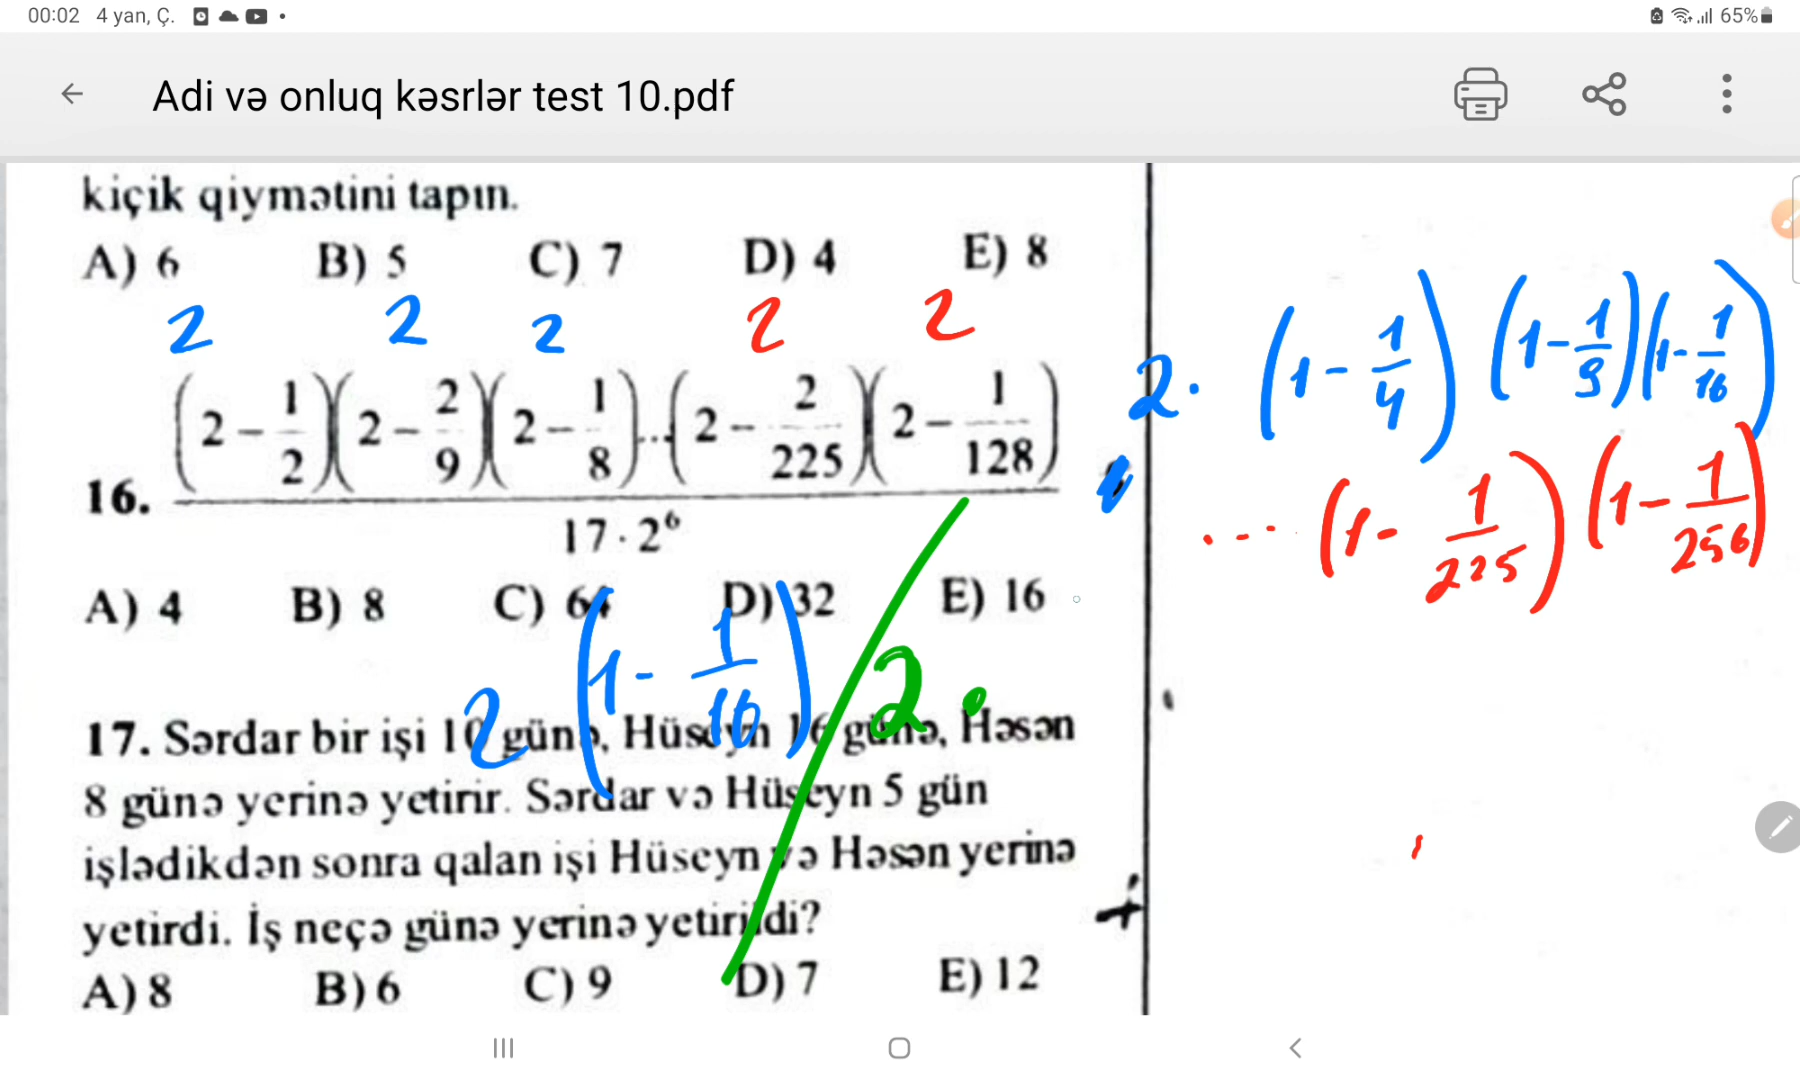 00:02 4 yan, Ç.
65%
Adi və onluq kəsrlər test 10.pdf
kiçik qiymətini tapın.
A) 6 B) 5 C) 7 D) 4 E) 8
2 2 2 2 2
16. (2 - 1/2)(2 - 2/9)(2 - 1/8)...(2 - 2/225)(2 - 1/128)
17 · 2⁶
A) 4 B) 8 C) 64 D) 32 E) 16
2 (1 - 1/16) 2 ·
17. Sərdar bir işi 10 günə, Hüseyn 16 günə, Həsən
8 günə yerinə yetirir. Sərdar və Hüseyn 5 gün
işlədikdən sonra qalan işi Hüseyn və Həsən yerinə
yetirdi. İş neçə günə yerinə yetirildi?
A) 8 B) 6 C) 9 D) 7 E) 12
2 · (1 - 1/4) (1 - 1/9) (1 - 1/16)
... (1 - 1/225) (1 - 1/256)